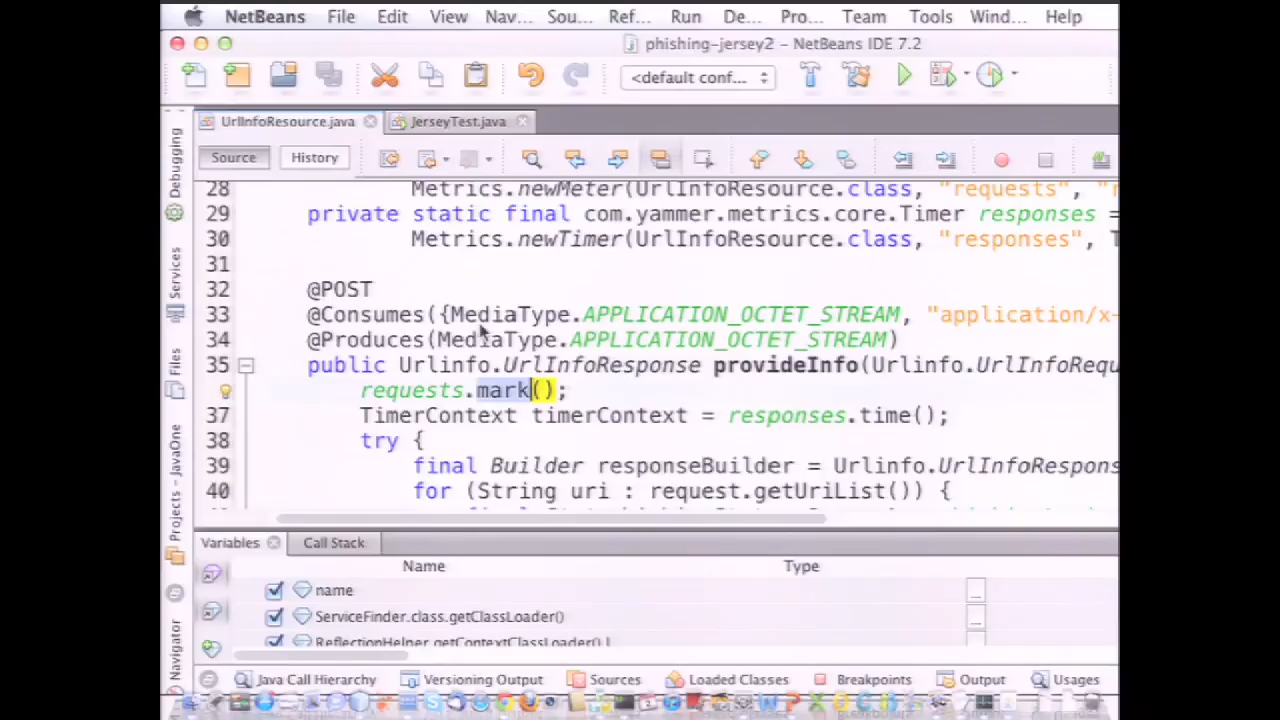 NetBeans File Edit View Nav... Sou... Ref... Run De... Pro... Team Tools Wind... Help
phishing-jersey2 - NetBeans IDE 7.2
<default conf...
UrlInfoResource.java JerseyTest.java
Source History
Debugging
Services
Files
Projects - JavaOne
Navigator
28 Metrics.newMeter(UrlInfoResource.class, "requests", "r
29 private static final com.yammer.metrics.core.Timer responses =
30 Metrics.newTimer(UrlInfoResource.class, "responses", T
31
32 @POST
33 @Consumes({MediaType.APPLICATION_OCTET_STREAM, "application/x-
34 @Produces(MediaType.APPLICATION_OCTET_STREAM)
35 public Urlinfo.UrlInfoResponse provideInfo(Urlinfo.UrlInfoRequ
requests.mark();
37 TimerContext timerContext = responses.time();
38 try {
39 final Builder responseBuilder = Urlinfo.UrlInfoRespons
40 for (String uri : request.getUriList()) {
Variables Call Stack
Name Type
name ...
ServiceFinder.class.getClassLoader() ...
ReflectionHelper.getContextClassLoader()
Java Call Hierarchy Versioning Output Sources Loaded Classes Breakpoints Output Usages